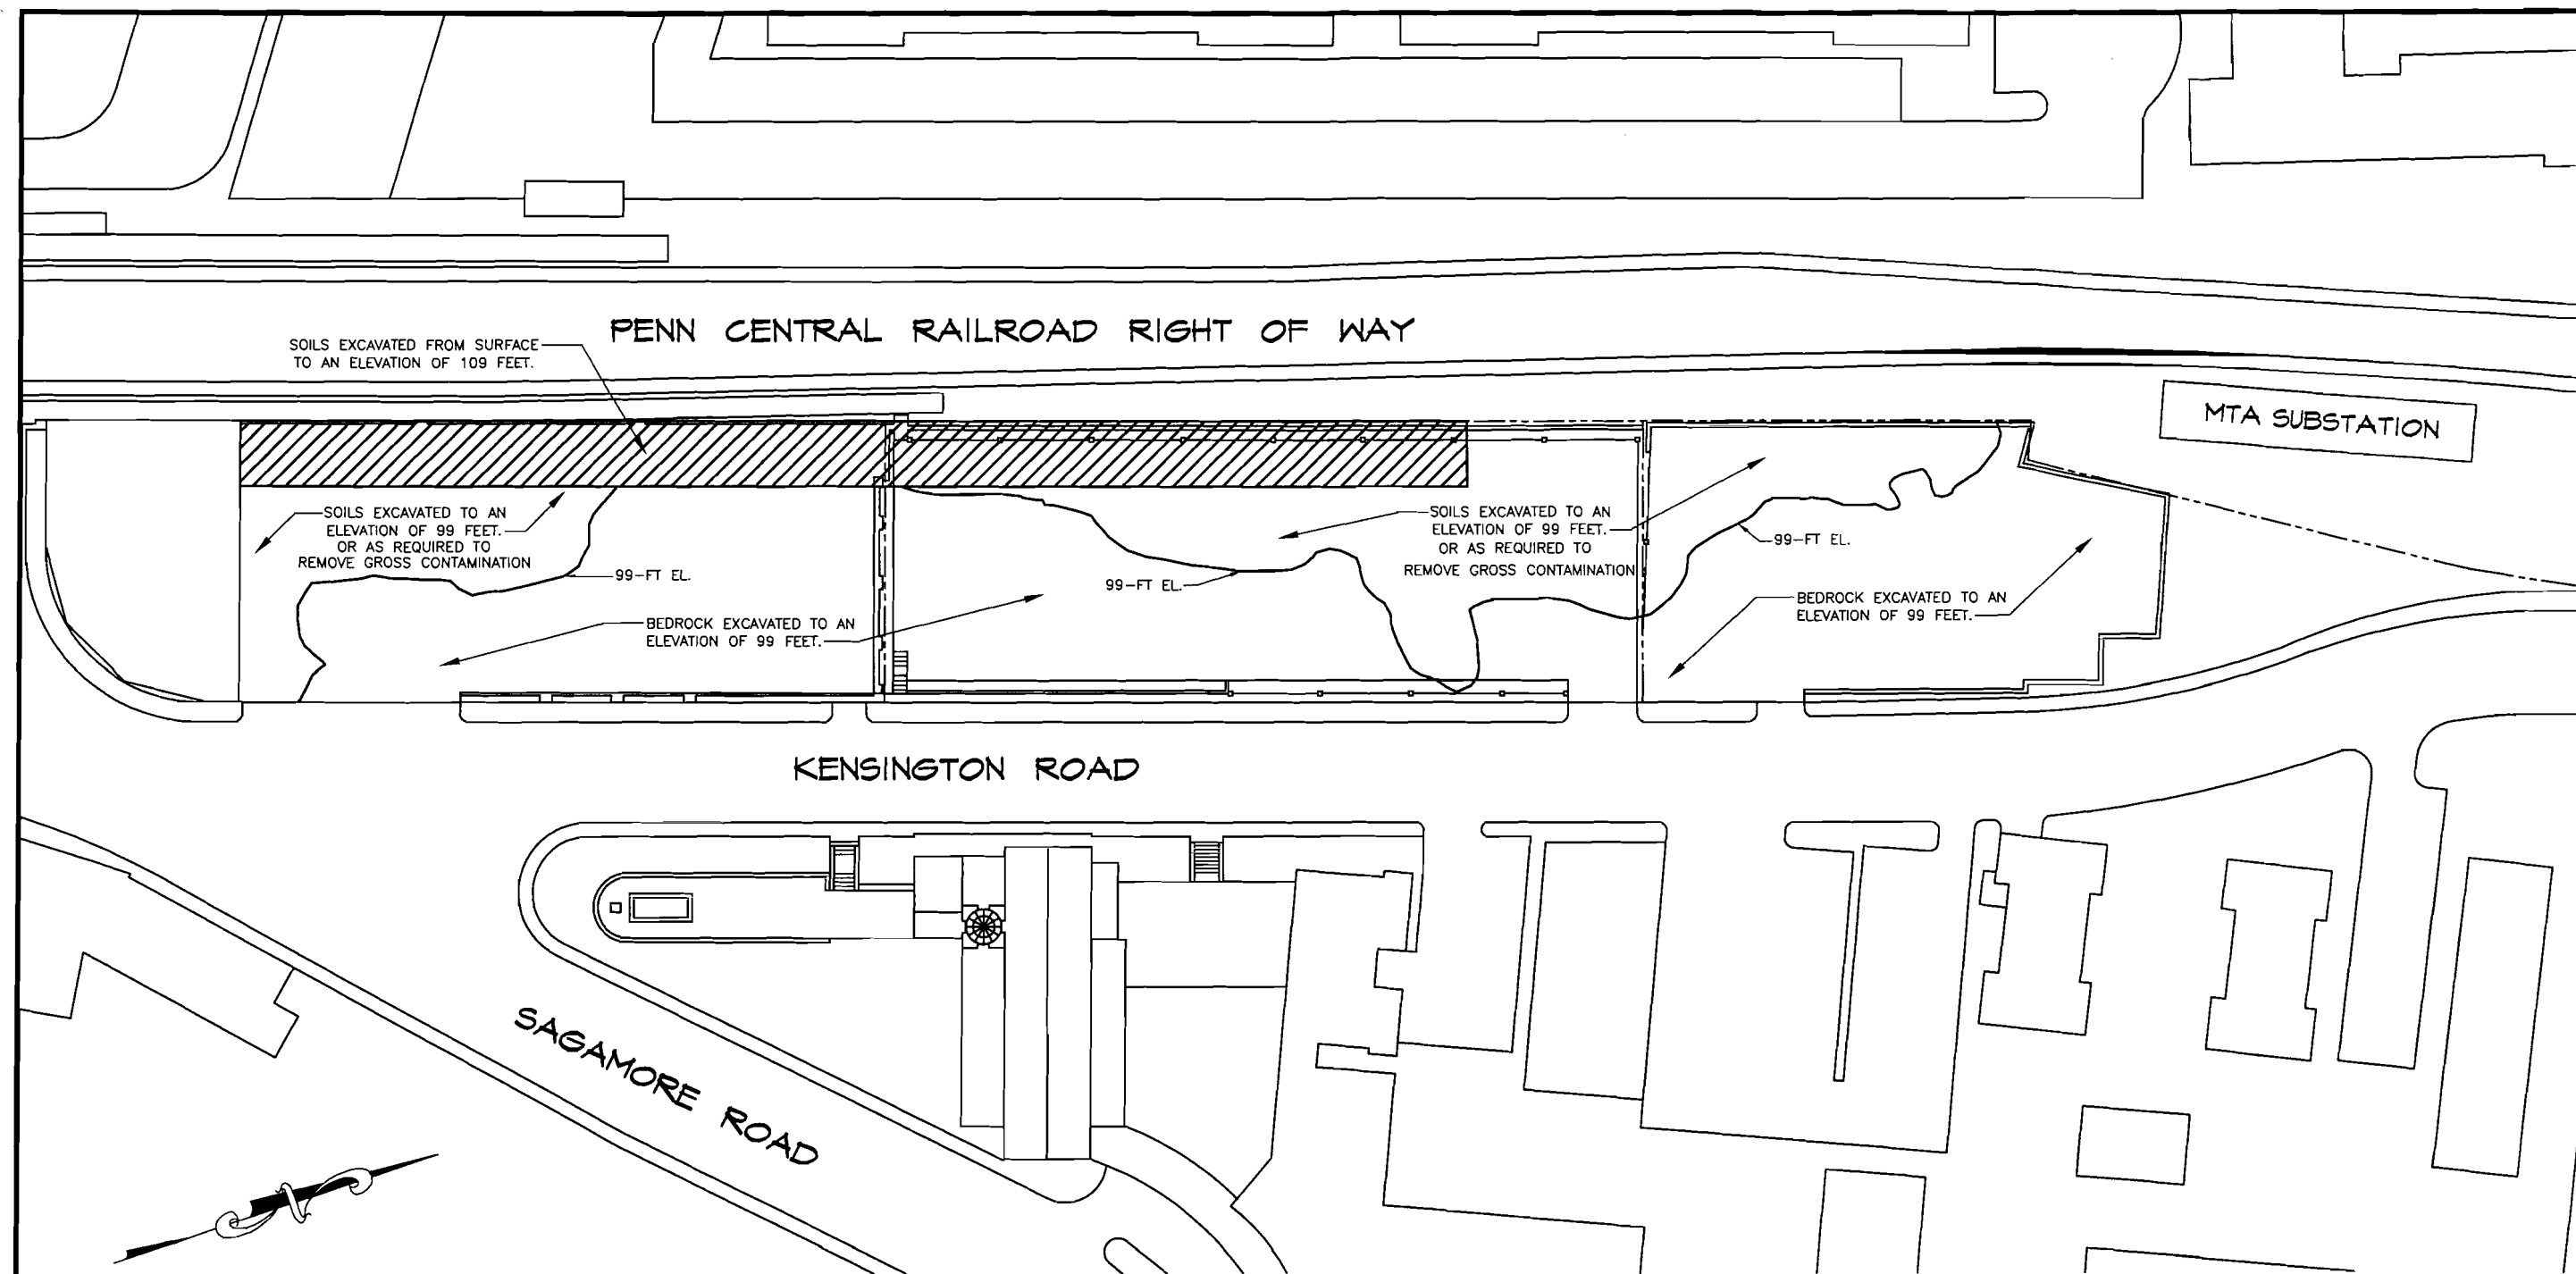 PENN CENTRAL RAILROAD RIGHT OF WAY
SOILS EXCAVATED FROM SURFACE
TO AN ELEVATION OF 109 FEET.
MTA SUBSTATION
SOILS EXCAVATED TO AN
ELEVATION OF 99 FEET.
OR AS REQUIRED TO
REMOVE GROSS CONTAMINATION
99-FT EL.
BEDROCK EXCAVATED TO AN
ELEVATION OF 99 FEET.
99-FT EL.
SOILS EXCAVATED TO AN
ELEVATION OF 99 FEET.
OR AS REQUIRED TO
REMOVE GROSS CONTAMINATION
99-FT EL.
BEDROCK EXCAVATED TO AN
ELEVATION OF 99 FEET.
KENSINGTON ROAD
SAGAMORE ROAD
N